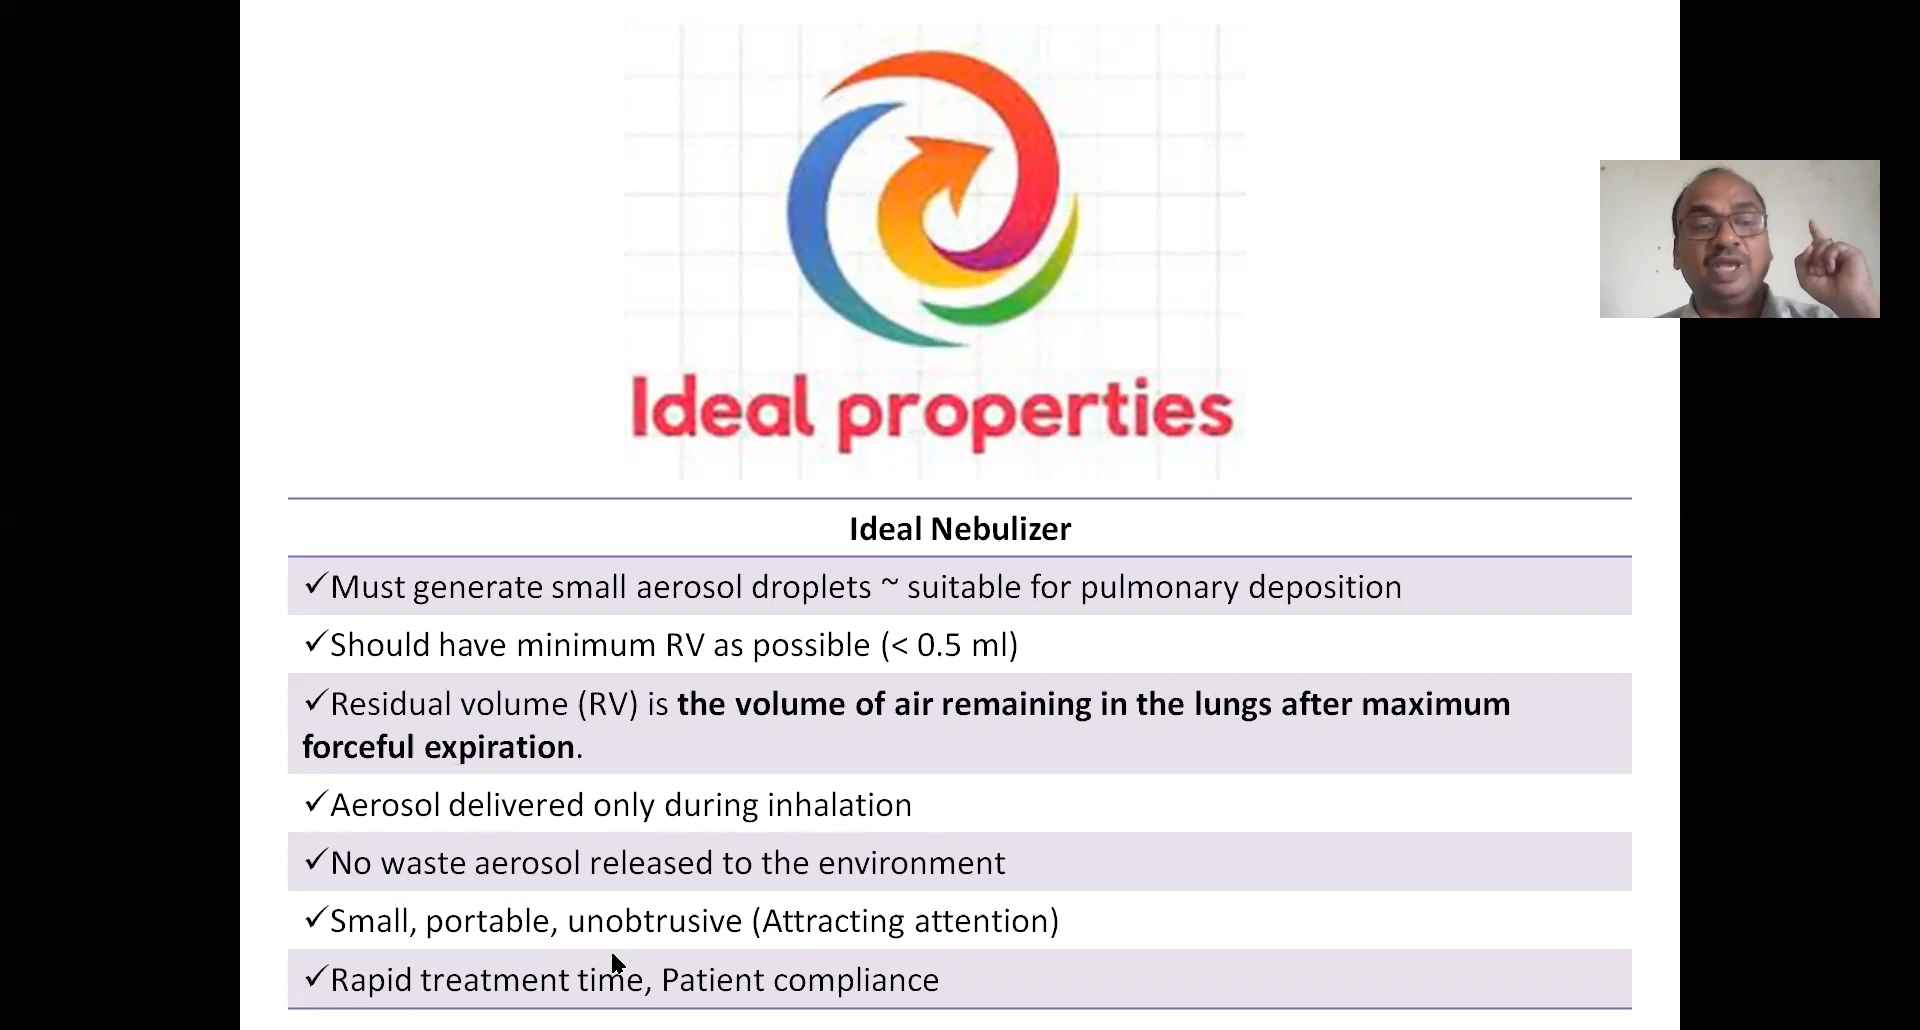 Ideal properties
Ideal Nebulizer
✓Must generate small aerosol droplets ~ suitable for pulmonary deposition
✓Should have minimum RV as possible (< 0.5 ml)
✓Residual volume (RV) is the volume of air remaining in the lungs after maximum
forceful expiration.
✓Aerosol delivered only during inhalation
✓No waste aerosol released to the environment
✓Small, portable, unobtrusive (Attracting attention)
✓Rapid treatment time, Patient compliance